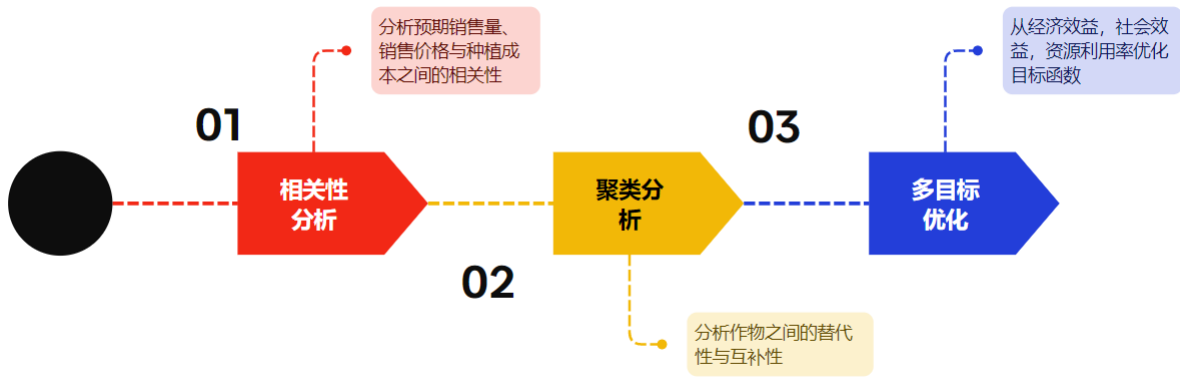 01
相关性
分析
分析预期销售量、
销售价格与种植成
本之间的相关性
02
聚类分
析
分析作物之间的替代
性与互补性
03
多目标
优化
从经济效益，社会效
益，资源利用率优化
目标函数